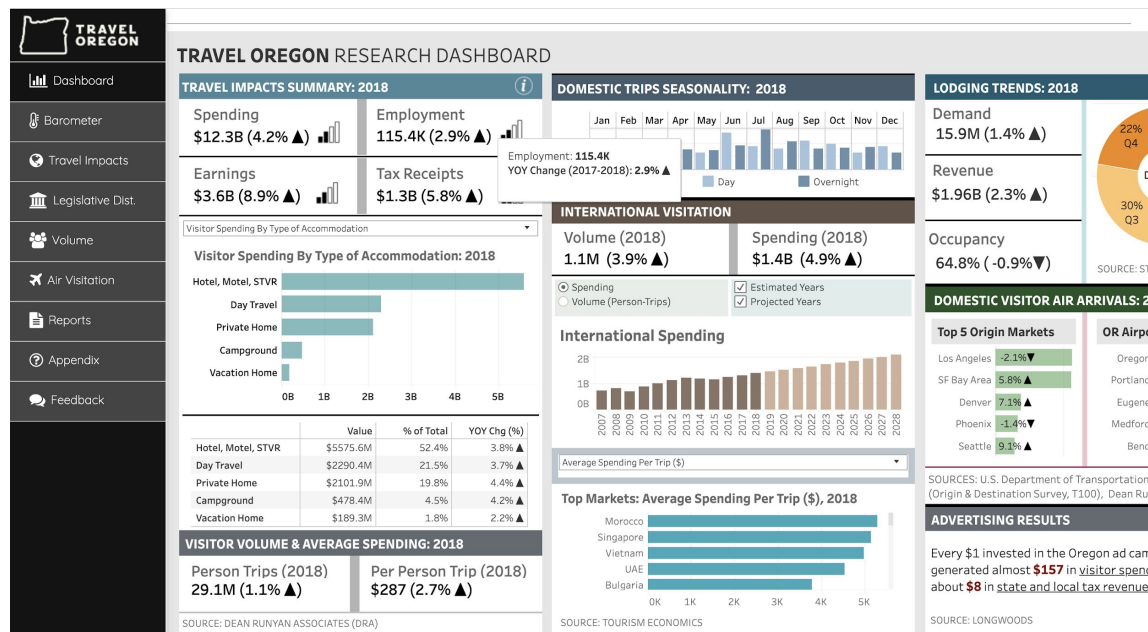 TRAVEL
OREGON
Dashboard
Barometer
Travel Impacts
Legislative Dist.
Volume
Air Visitation
Reports
Appendix
Feedback
TRAVEL OREGON RESEARCH DASHBOARD
TRAVEL IMPACTS SUMMARY: 2018
Spending
$12.3B (4.2% ▲)
Employment
115.4K (2.9% ▲)
Earnings
$3.6B (8.9% ▲)
Tax Receipts
$1.3B (5.8% ▲)
Employment: 115.4K
YOY Change (2017-2018): 2.9% ▲
Visitor Spending By Type of Accommodation
Visitor Spending By Type of Accommodation: 2018
Hotel, Motel, STVR
Day Travel
Private Home
Campground
Vacation Home
0B 1B 2B 3B 4B 5B
Value % of Total YOY Chg (%)
Hotel, Motel, STVR $5575.6M 52.4% 3.8% ▲
Day Travel $2290.4M 21.5% 3.7% ▲
Private Home $2101.9M 19.8% 4.4% ▲
Campground $478.4M 4.5% 4.2% ▲
Vacation Home $189.3M 1.8% 2.2% ▲
VISITOR VOLUME & AVERAGE SPENDING: 2018
Person Trips (2018)
29.1M (1.1% ▲)
Per Person Trip (2018)
$287 (2.7% ▲)
SOURCE: DEAN RUNYAN ASSOCIATES (DRA)
DOMESTIC TRIPS SEASONALITY: 2018
Jan Feb Mar Apr May Jun Jul Aug Sep Oct Nov Dec
Day Overnight
INTERNATIONAL VISITATION
Volume (2018)
1.1M (3.9% ▲)
Spending (2018)
$1.4B (4.9% ▲)
Spending
Volume (Person-Trips)
Estimated Years
Projected Years
International Spending
2B
1B
0B
2007 2008 2009 2010 2011 2012 2013 2014 2015 2016 2017 2018 2019 2020 2021 2022 2023 2024 2025 2026 2027 2028
Average Spending Per Trip ($)
Top Markets: Average Spending Per Trip ($), 2018
Morocco
Singapore
Vietnam
UAE
Bulgaria
0K 1K 2K 3K 4K 5K
SOURCE: TOURISM ECONOMICS
LODGING TRENDS: 2018
Demand
15.9M (1.4% ▲)
Revenue
$1.96B (2.3% ▲)
Occupancy
64.8% ( -0.9%▼)
22%
Q4
30%
Q3
SOURCE: ST
DOMESTIC VISITOR AIR ARRIVALS: 2
Top 5 Origin Markets
Los Angeles -2.1%▼
SF Bay Area 5.8% ▲
Denver 7.1% ▲
Phoenix -1.4%▼
Seattle 9.1% ▲
OR Airpo
Oregon
Portland
Eugene
Medford
Bend
SOURCES: U.S. Department of Transportation
(Origin & Destination Survey, T100), Dean Ru
ADVERTISING RESULTS
Every $1 invested in the Oregon ad cam
generated almost $157 in visitor spend
about $8 in state and local tax revenue
SOURCE: LONGWOODS